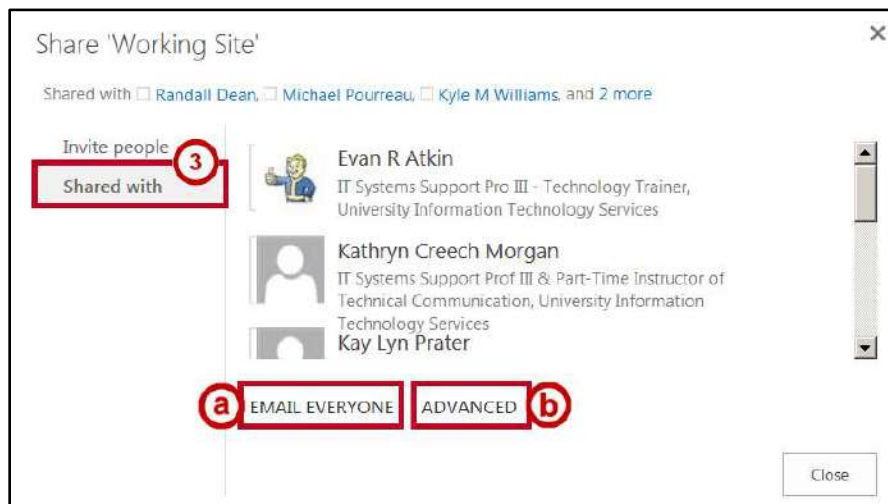 Share 'Working Site'
Shared with Randall Dean, Michael Pourreau, Kyle M Williams, and 2 more
Invite people
3
Shared with
Evan R Atkin
IT Systems Support Pro III - Technology Trainer,
University Information Technology Services
Kathryn Creech Morgan
IT Systems Support Prof III & Part-Time Instructor of
Technical Communication, University Information
Technology Services
Kay Lyn Prater
a EMAIL EVERYONE ADVANCED b
Close